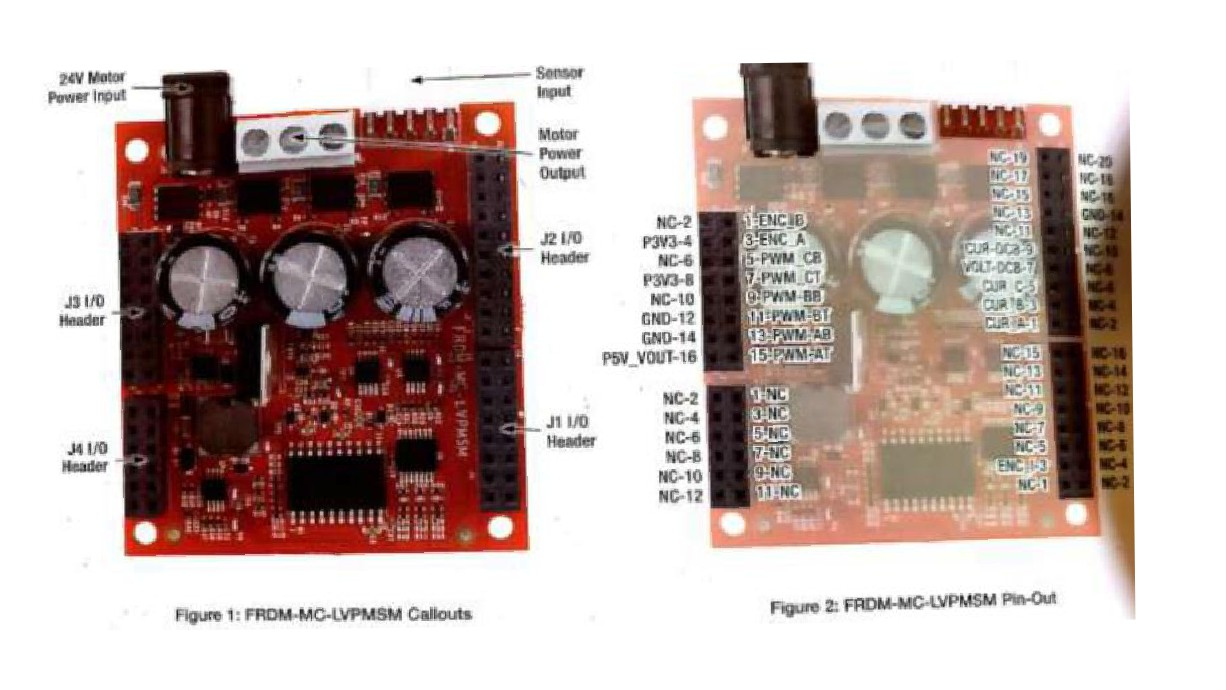 24V Motor
Power Input
Sensor
Input
Motor
Power
Output
J2 I/O
Header
J3 I/O
Header
J1 I/O
Header
J4 I/O
Header
FRDM-MC-LVPMSM
Figure 1: FRDM-MC-LVPMSM Callouts
NC-2 1-ENC_B
P3V3-4 3-ENC_A
NC-6 5-PWM_CB
P3V3-8 7-PWM_CT
NC-10 9-PWM-BB
GND-12 11-PWM-BT
GND-14 13-PWM-AB
P5V_VOUT-16 15-PWM-AT
NC-2 1-NC
NC-4 3-NC
NC-6 5-NC
NC-8 7-NC
NC-10 9-NC
NC-12 11-NC
NC-19 NC-20
NC-17 NC-18
NC-15 NC-16
NC-13 GND-14
NC-11 NC-12
CUR-DCB-9 NC-10
VOLT-DCB-7 NC-8
CUR_C-5 NC-6
CUR_B-3 NC-4
CUR_A-1 NC-2
NC-15 NC-16
NC-13 NC-14
NC-11 NC-12
NC-9 NC-10
NC-7 NC-8
NC-5 NC-6
ENC_I-3 NC-4
NC-1 NC-2
Figure 2: FRDM-MC-LVPMSM Pin-Out